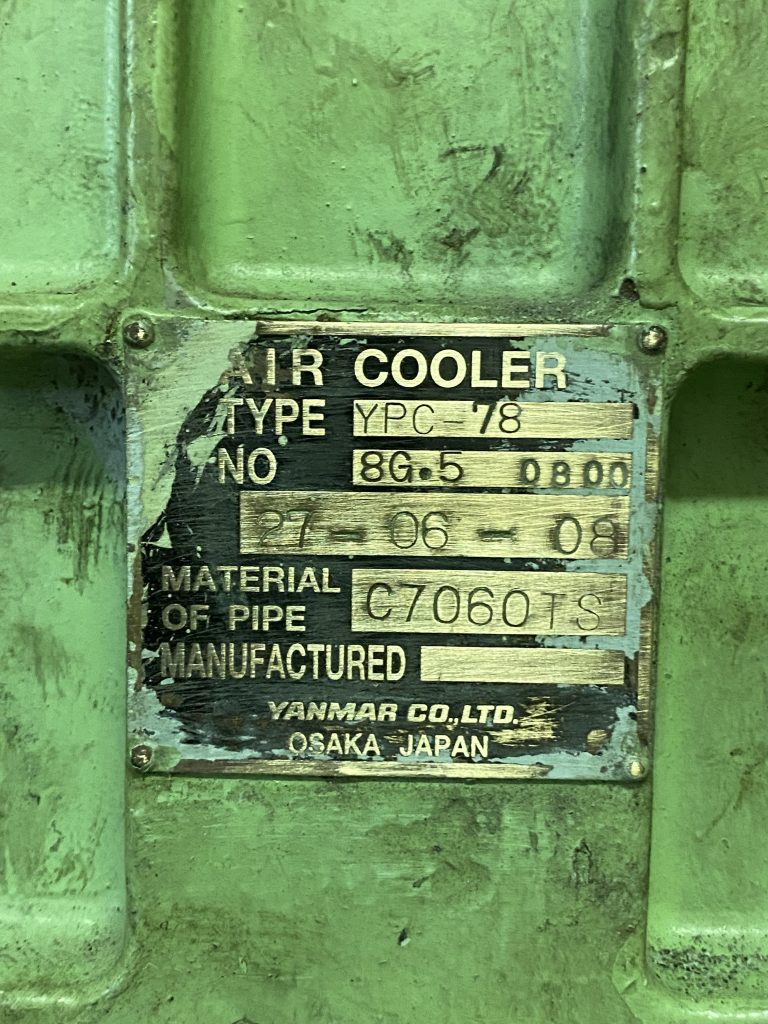 AIR COOLER
TYPE YPC-78
NO 8G.5 0800
27-06-08
MATERIAL
OF PIPE C7060TS
MANUFACTURED
YANMAR CO.,LTD.
OSAKA JAPAN